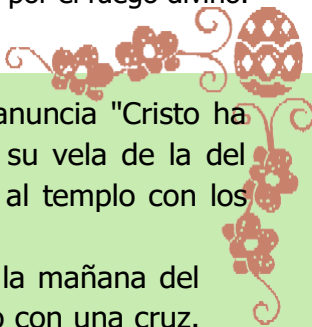 por el fuego divino.
anuncia "Cristo ha
su vela de la del
al templo con los
la mañana del
con una cruz.